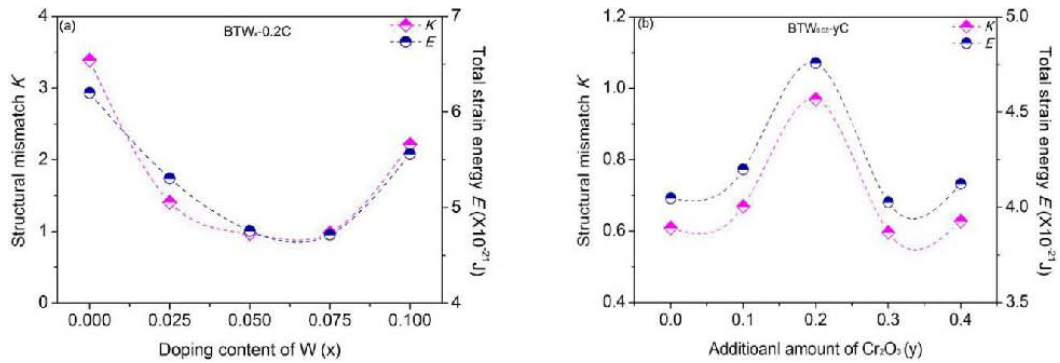 (a)
BTWₓ-0.2C
K
E
Structural mismatch K
4
3
2
1
0
7
6
5
4
Total strain energy E (X10⁻²¹J)
0.000 0.025 0.050 0.075 0.100
Doping content of W (x)
(b)
-yC
K
E
Structural mismatch K
1.2
1.0
0.8
0.6
0.4
5.0
4.5
4.0
3.5
Total strain energy E (X10⁻²¹J)
0.0 0.1 0.2 0.3 0.4
Additioanl amount of Cr₂O₃ (y)